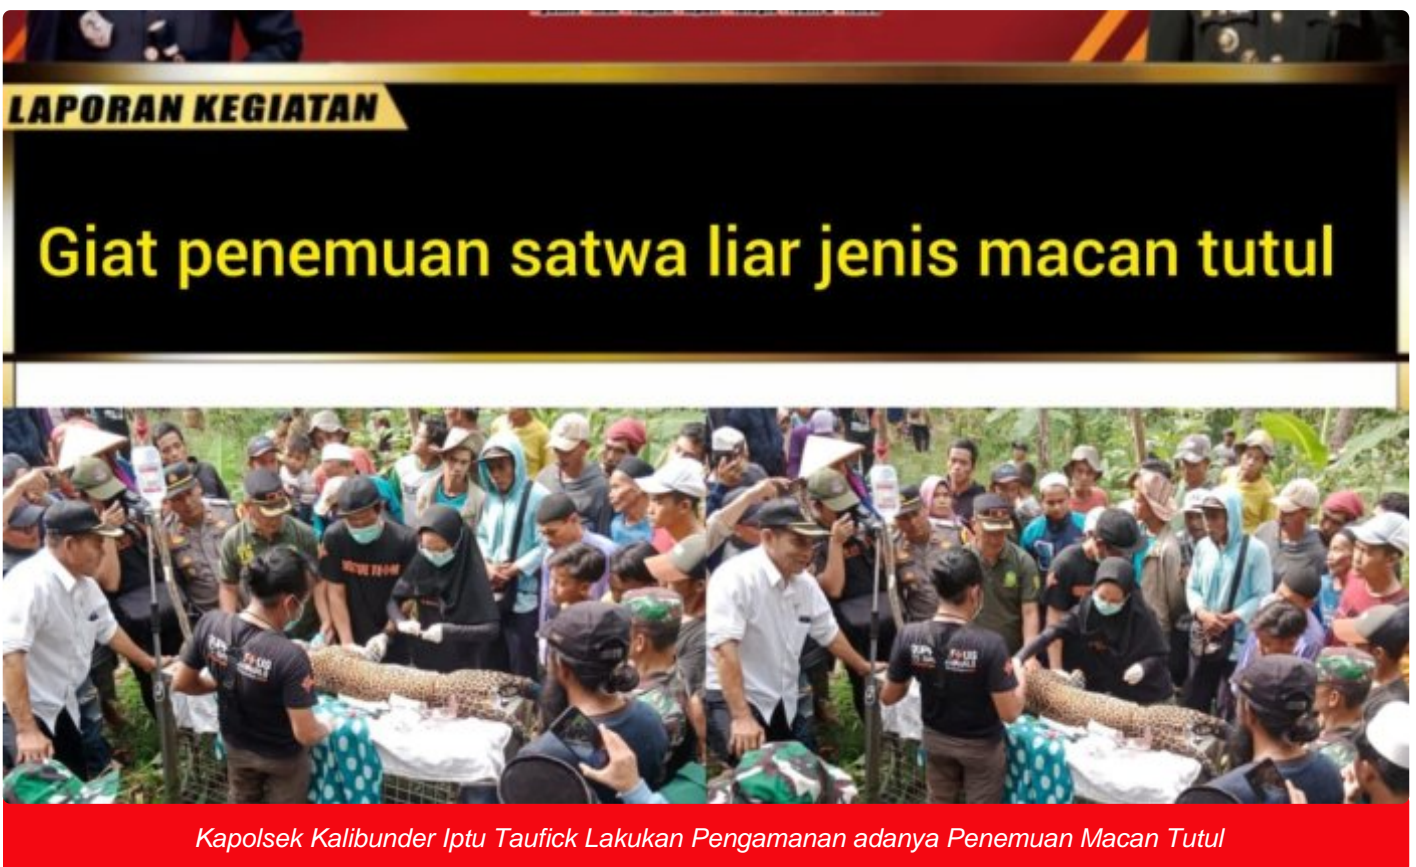 LAPORAN KEGIATAN
Giat penemuan satwa liar jenis macan tutul
Kapolsek Kalibunder Iptu Taufick Lakukan Pengamanan adanya Penemuan Macan Tutul